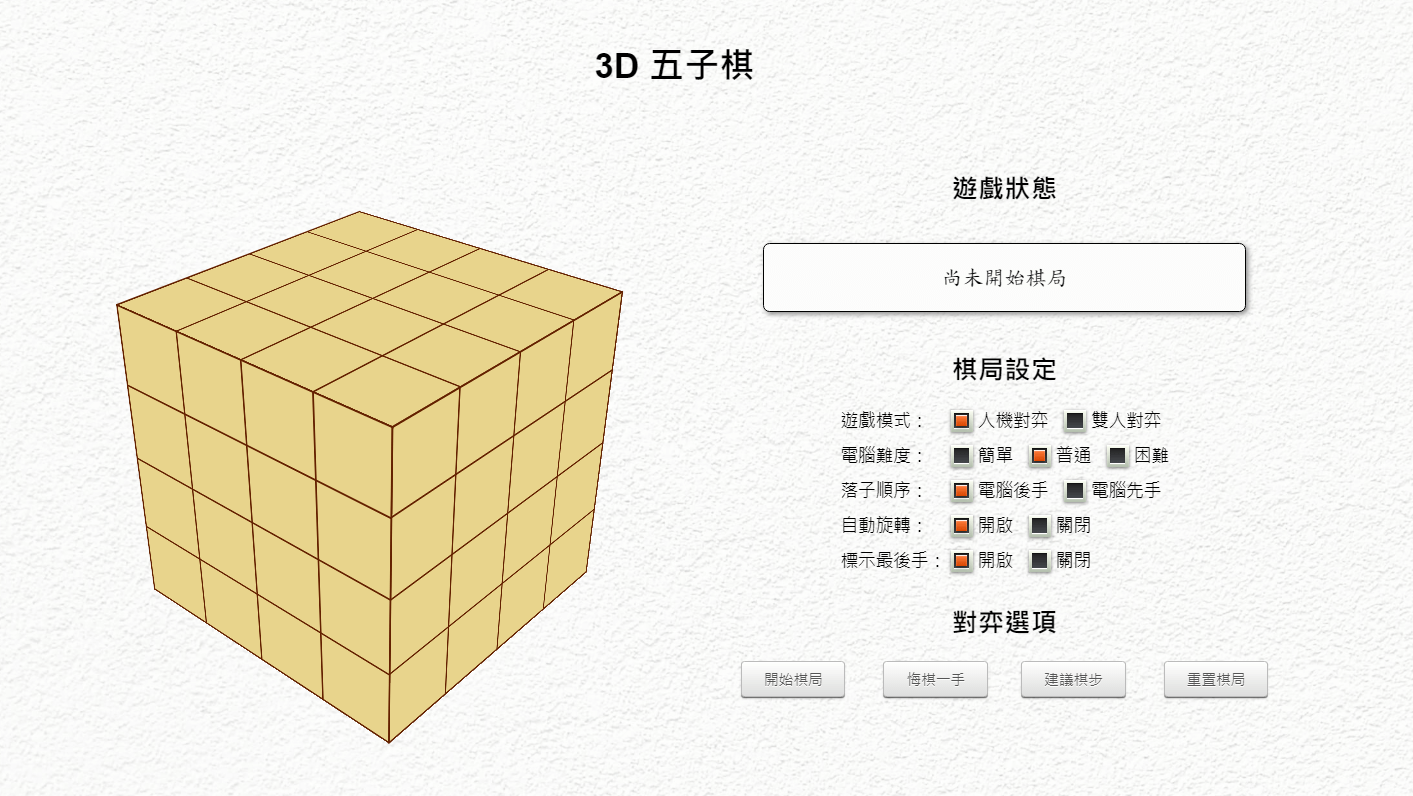 3D 五子棋
遊戲狀態
尚未開始棋局
棋局設定
遊戲模式： 人機對弈 雙人對弈
電腦難度： 簡單 普通 困難
落子順序： 電腦後手 電腦先手
自動旋轉： 開啟 關閉
標示最後手： 開啟 關閉
對弈選項
開始棋局 悔棋一手 建議棋步 重置棋局